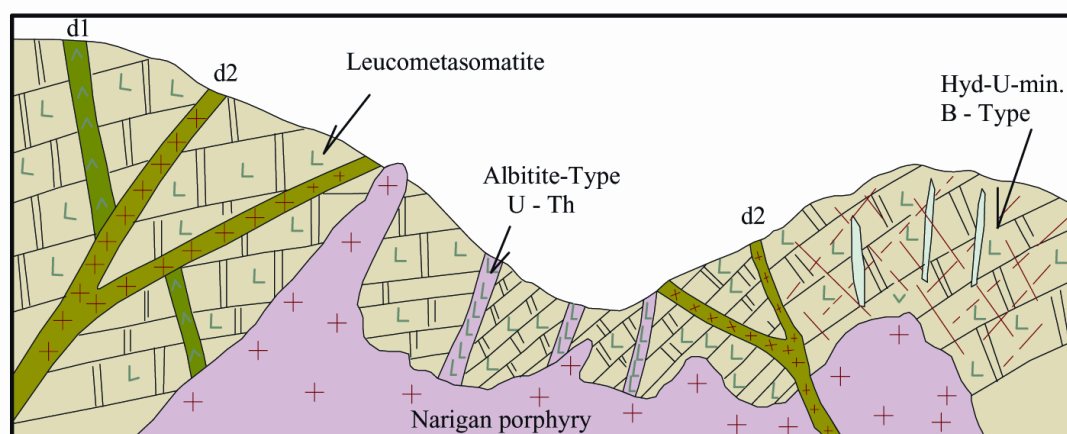 d1
d2
Leucometasomatite
Albitite-Type
U - Th
d2
Hyd-U-min.
B - Type
Narigan porphyry